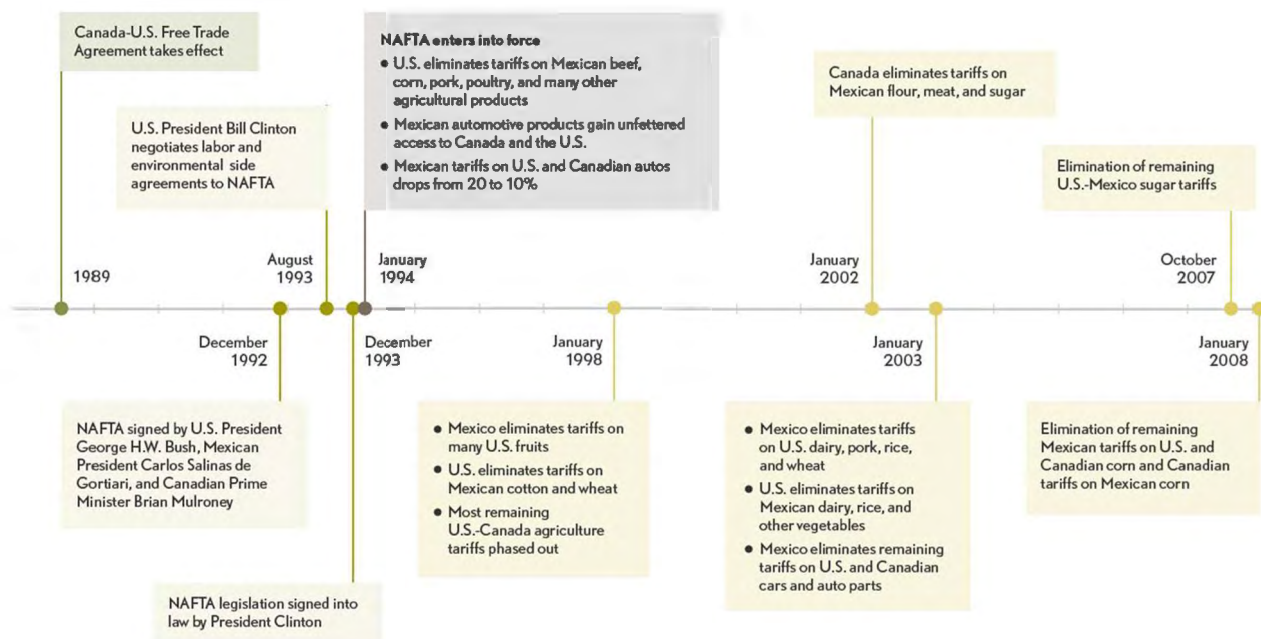 Canada-U.S. Free Trade
Agreement takes effect
1989
U.S. President Bill Clinton
negotiates labor and
environmental side
agreements to NAFTA
August
1993
NAFTA enters into force
● U.S. eliminates tariffs on Mexican beef,
corn, pork, poultry, and many other
agricultural products
● Mexican automotive products gain unfettered
access to Canada and the U.S.
● Mexican tariffs on U.S. and Canadian autos
drops from 20 to 10%
January
1994
Canada eliminates tariffs on
Mexican flour, meat, and sugar
January
2002
Elimination of remaining
U.S.-Mexico sugar tariffs
October
2007
December
1992
NAFTA signed by U.S. President
George H.W. Bush, Mexican
President Carlos Salinas de
Gortiari, and Canadian Prime
Minister Brian Mulroney
December
1993
NAFTA legislation signed into
law by President Clinton
January
1998
● Mexico eliminates tariffs on
many U.S. fruits
● U.S. eliminates tariffs on
Mexican cotton and wheat
● Most remaining
U.S.-Canada agriculture
tariffs phased out
January
2003
● Mexico eliminates tariffs
on U.S. dairy, pork, rice,
and wheat
● U.S. eliminates tariffs on
Mexican dairy, rice, and
other vegetables
● Mexico eliminates remaining
tariffs on U.S. and Canadian
cars and auto parts
January
2008
Elimination of remaining
Mexican tariffs on U.S. and
Canadian corn and Canadian
tariffs on Mexican corn